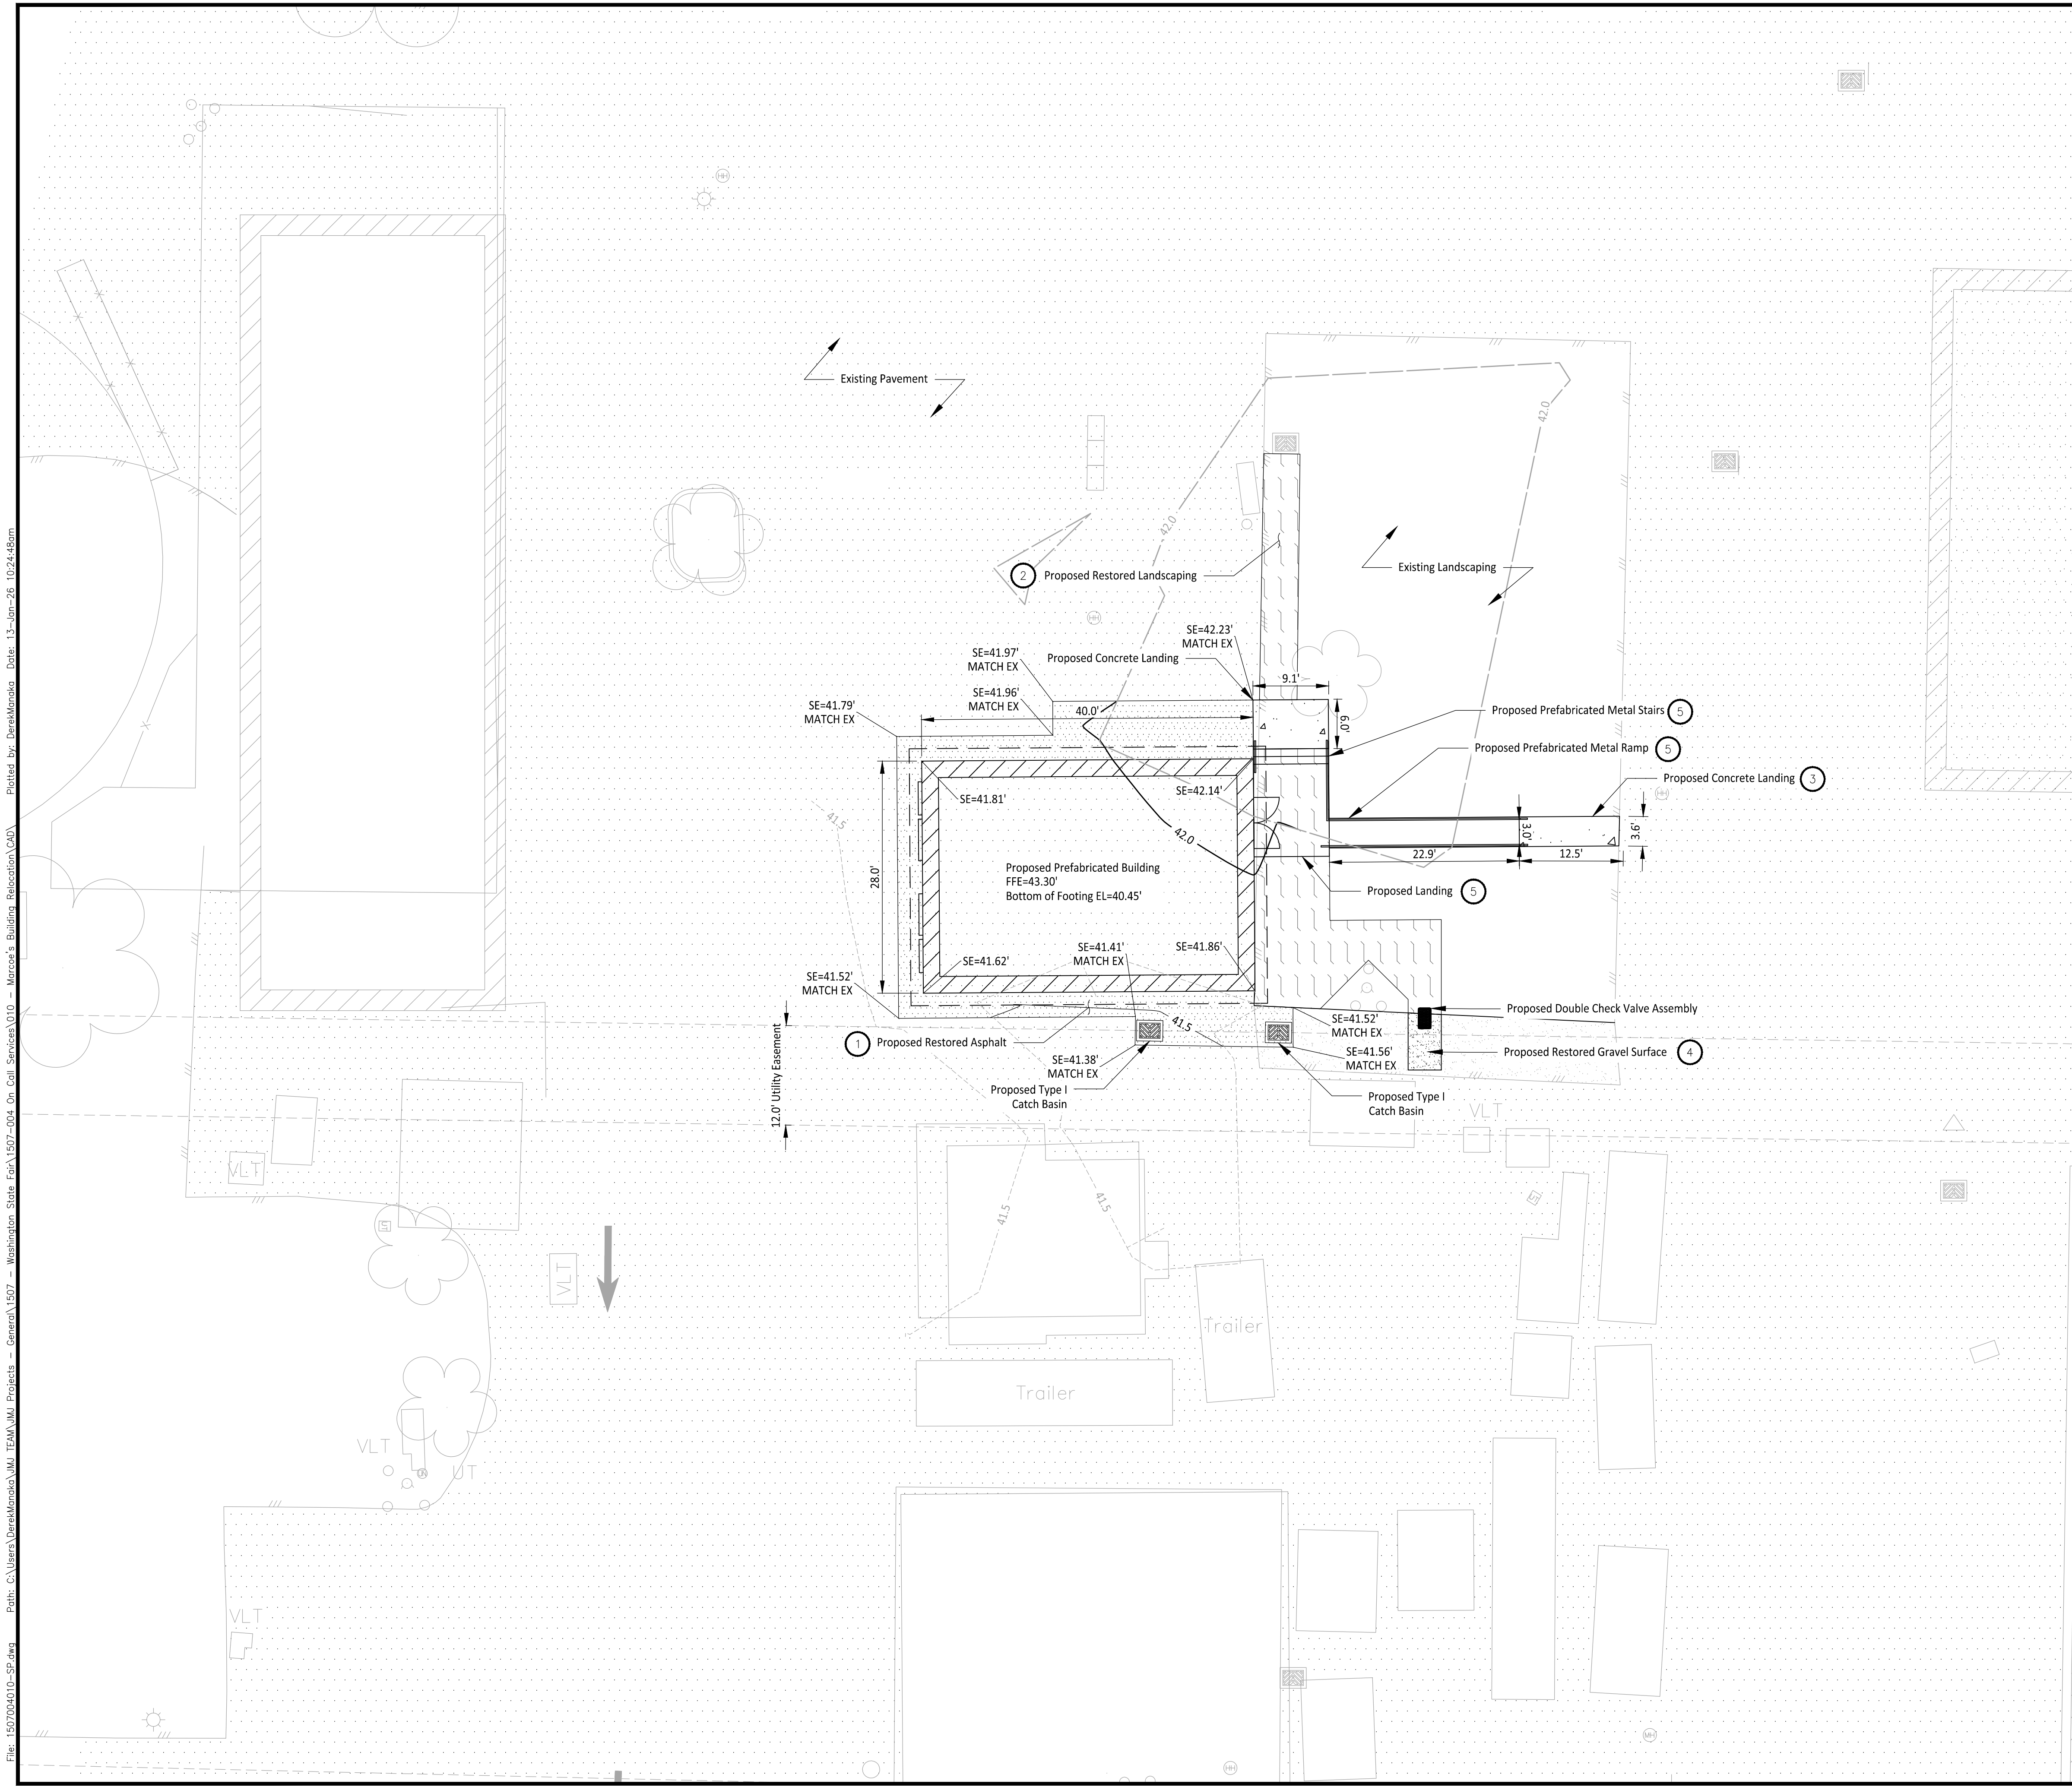 HH
Existing Pavement
42.0
42.0
Existing Landscaping
2 Proposed Restored Landscaping
HH
SE=42.23'
MATCH EX
SE=41.97'
MATCH EX
Proposed Concrete Landing
9.1'
SE=41.96'
MATCH EX
SE=41.79'
MATCH EX
40.0'
6.0'
Proposed Prefabricated Metal Stairs 5
Proposed Prefabricated Metal Ramp 5
Proposed Concrete Landing 3
HH
SE=41.81'
SE=42.14'
41.5
42.0
3.0'
3.6'
22.9'
12.5'
28.0'
Proposed Prefabricated Building
FFE=43.30'
Bottom of Footing EL=40.45'
Proposed Landing 5
SE=41.41'
MATCH EX
SE=41.86'
SE=41.62'
SE=41.52'
MATCH EX
Proposed Double Check Valve Assembly
41.5
SE=41.52'
MATCH EX
1 Proposed Restored Asphalt
SE=41.56'
MATCH EX
Proposed Restored Gravel Surface 4
SE=41.38'
MATCH EX
12.0' Utility Easement
Proposed Type I
Catch Basin
Proposed Type I
Catch Basin
VLT
VLT
41.5
41.5
VLT
Trailer
Trailer
VLT
UT
VLT
MH
HH
File: 1507004010-SP.dwg Path: C:\Users\DerekManaka\JMJ TEAM\JMJ Projects - General\1507 - Washington State Fair\1507-004 On Call Services\010 - Marcoe's Building Relocation\CAD\ Plotted by: DerekManaka Date: 13-Jan-26 10:24:48am